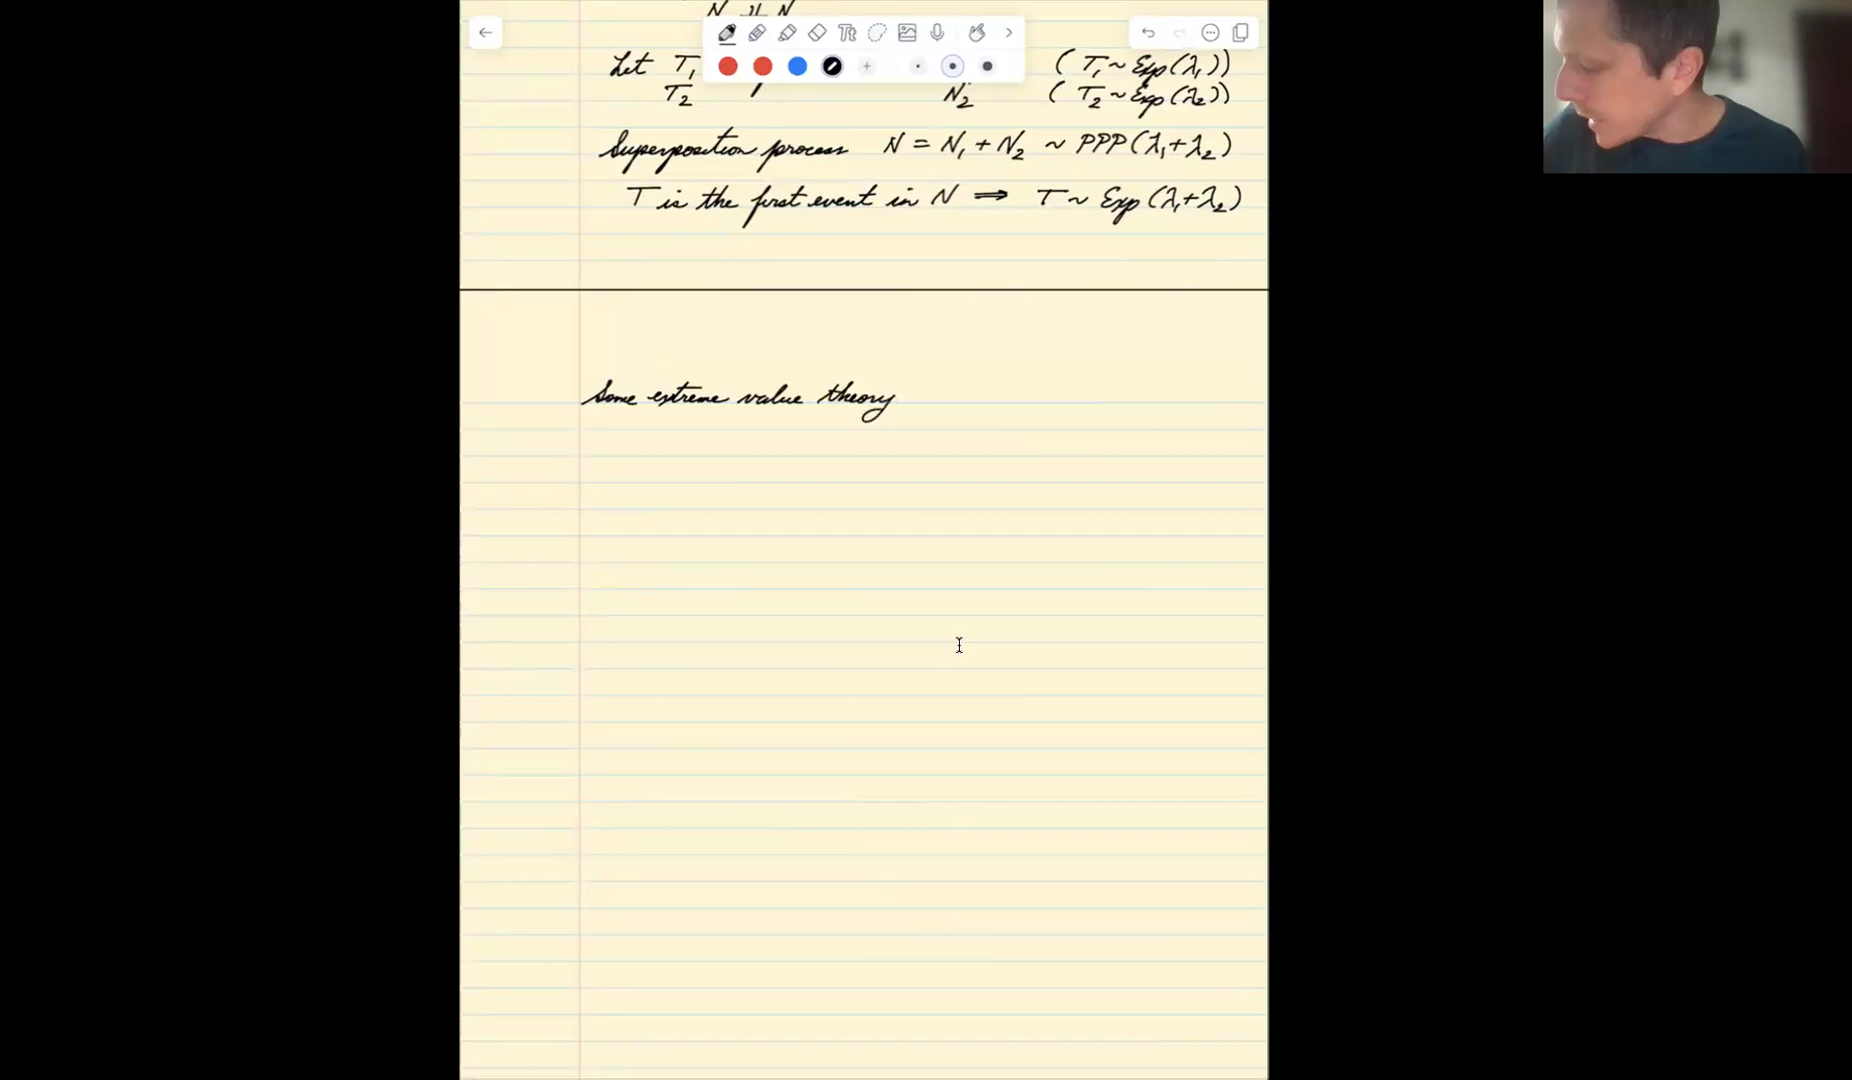 Let T₁ ( T₁ ~ Exp(λ₁))
T₂ N₂ ( T₂ ~ Exp(λ₂))
Superposition process N = N₁ + N₂ ~ PPP(λ₁+λ₂)
T is the first event in N ⟹ T ~ Exp(λ₁+λ₂)
Some extreme value theory